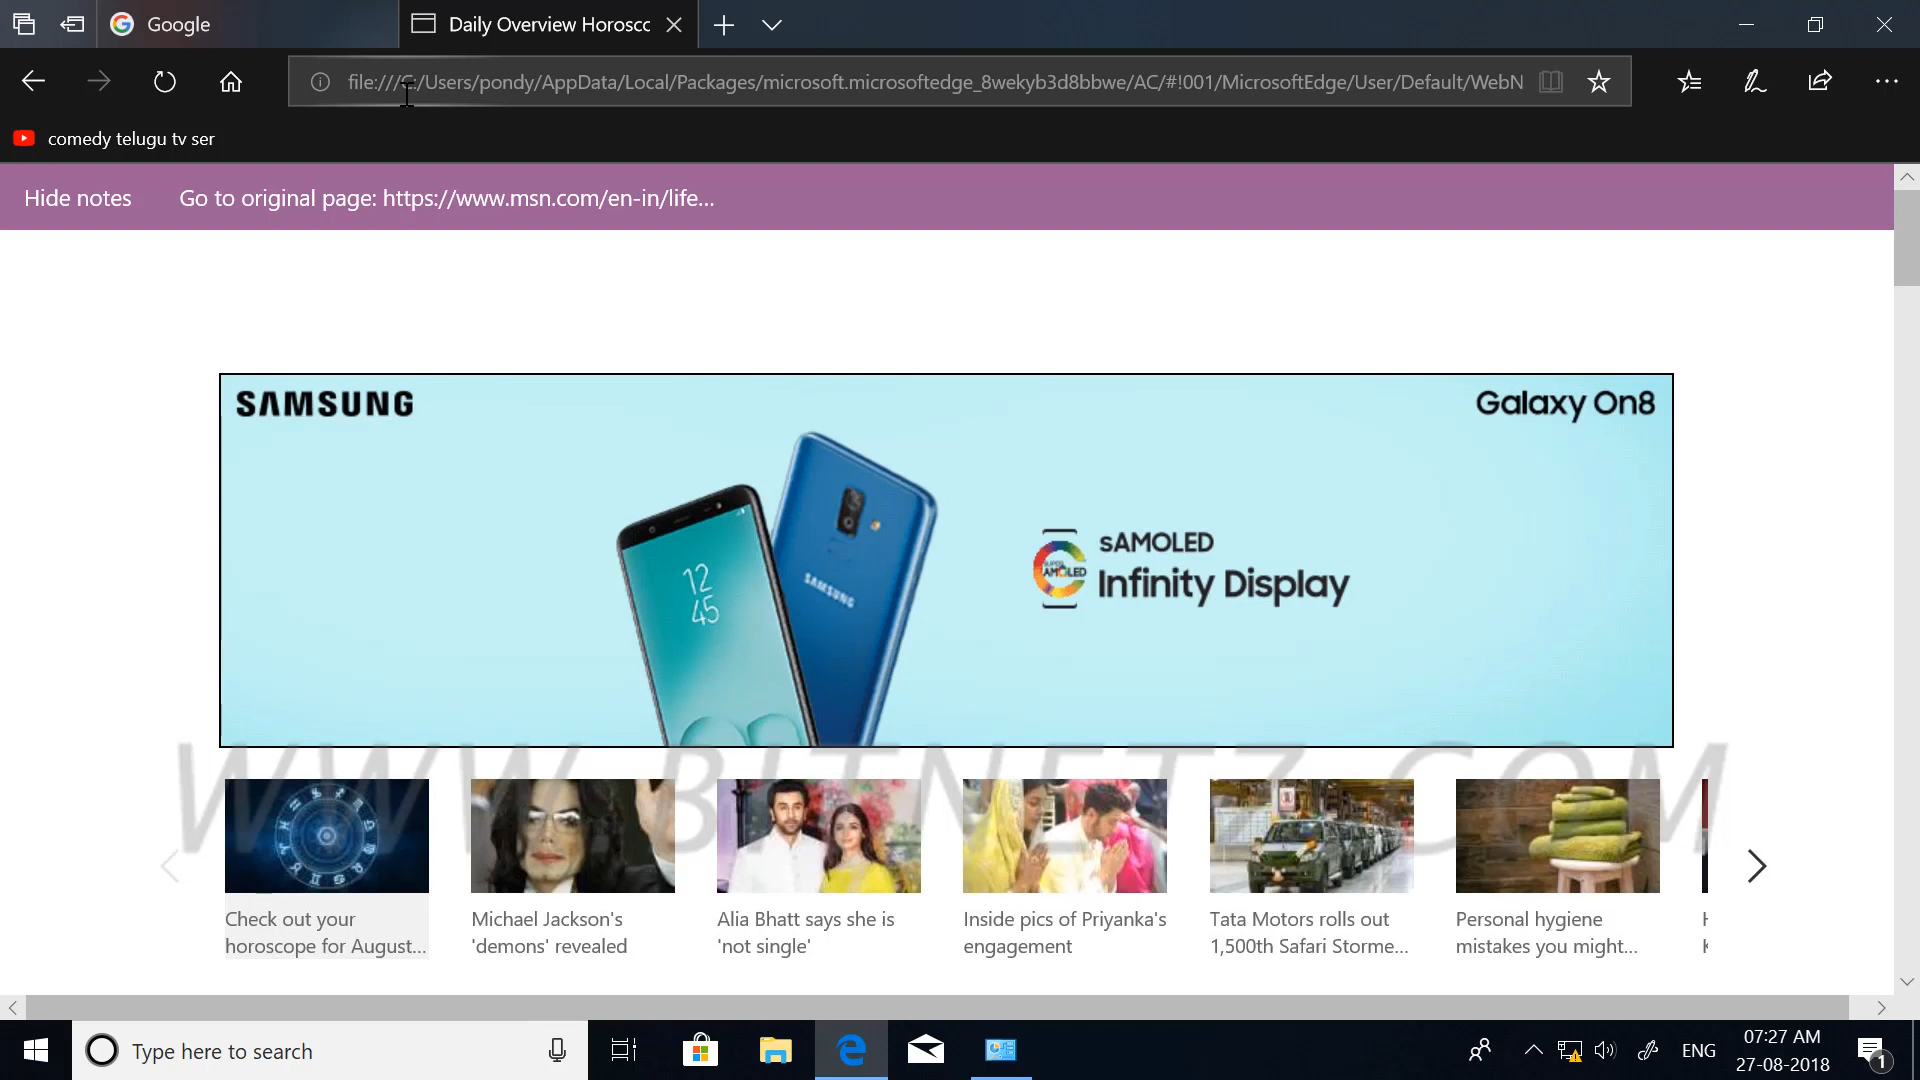 Google
Daily Overview Horosco
file:///C:/Users/pondy/AppData/Local/Packages/microsoft.microsoftedge_8wekyb3d8bbwe/AC/#!001/MicrosoftEdge/User/Default/WebN
comedy telugu tv ser
Hide notes
Go to original page: https://www.msn.com/en-in/life...
SAMSUNG
Galaxy On8
12
45
SAMSUNG
SUPER
AMOLED
sAMOLED
Infinity Display
WWW.BITNETZ.COM
Check out your
horoscope for August...
Michael Jackson's
'demons' revealed
Alia Bhatt says she is
'not single'
Inside pics of Priyanka's
engagement
Tata Motors rolls out
1,500th Safari Storme...
Personal hygiene
mistakes you might...
Type here to search
ENG
07:27 AM
27-08-2018
1